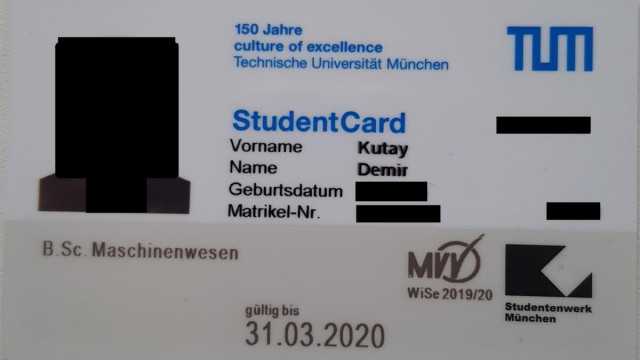 150 Jahre
culture of excellence
Technische Universität München
TUM
StudentCard
Vorname Kutay
Name Demir
Geburtsdatum
Matrikel-Nr.
B.Sc. Maschinenwesen
MVV
WiSe 2019/20
Studentenwerk
München
gültig bis
31.03.2020